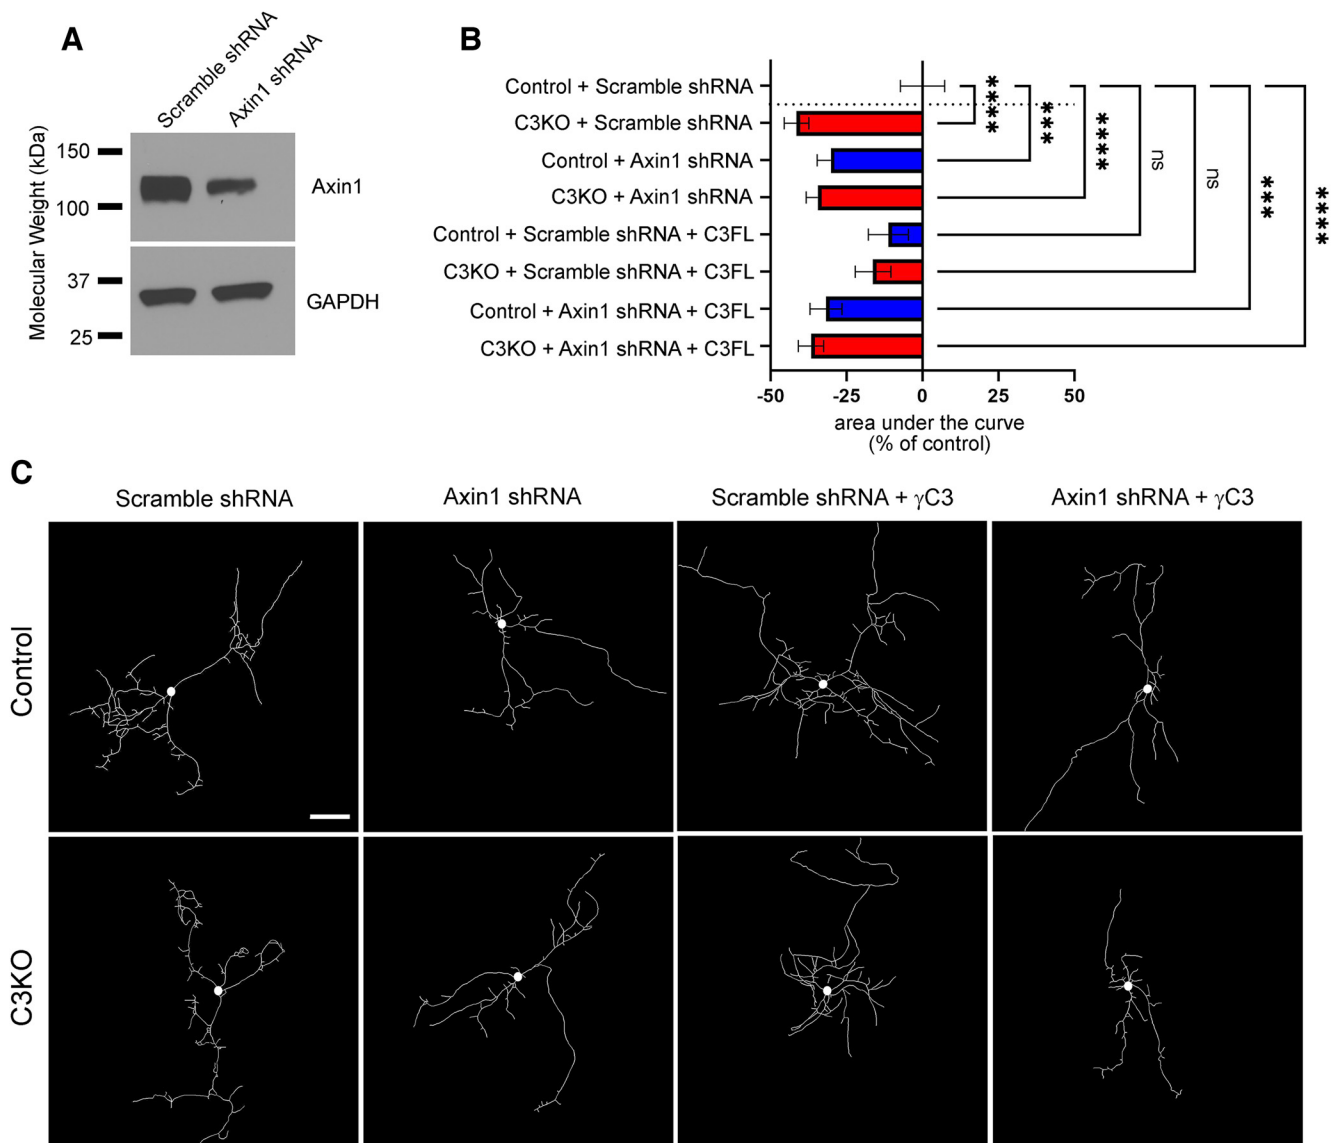 A
Scramble shRNA
Axin1 shRNA
Molecular Weight (kDa)
150
100
37
25
Axin1
GAPDH
B
Control + Scramble shRNA
C3KO + Scramble shRNA
Control + Axin1 shRNA
C3KO + Axin1 shRNA
Control + Scramble shRNA + C3FL
C3KO + Scramble shRNA + C3FL
Control + Axin1 shRNA + C3FL
C3KO + Axin1 shRNA + C3FL
****
***
****
ns
ns
***
****
-50
-25
0
25
50
area under the curve
(% of control)
C
Scramble shRNA
Axin1 shRNA
Scramble shRNA + γC3
Axin1 shRNA + γC3
Control
C3KO